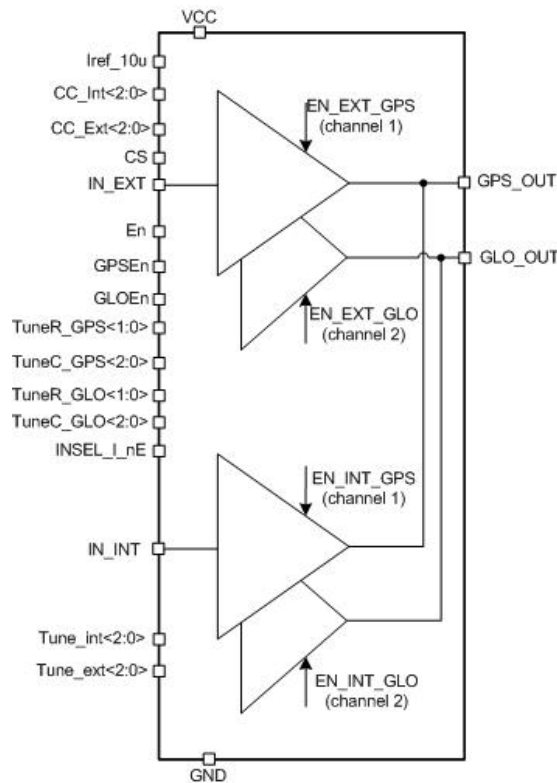 VCC
Iref_10u
CC_Int<2:0>
CC_Ext<2:0>
CS
IN_EXT
En
GPSEn
GLOEn
TuneR_GPS<1:0>
TuneC_GPS<2:0>
TuneR_GLO<1:0>
TuneC_GLO<2:0>
INSEL_I_nE
IN_INT
Tune_int<2:0>
Tune_ext<2:0>
EN_EXT_GPS
(channel 1)
EN_EXT_GLO
(channel 2)
EN_INT_GPS
(channel 1)
EN_INT_GLO
(channel 2)
GPS_OUT
GLO_OUT
GND